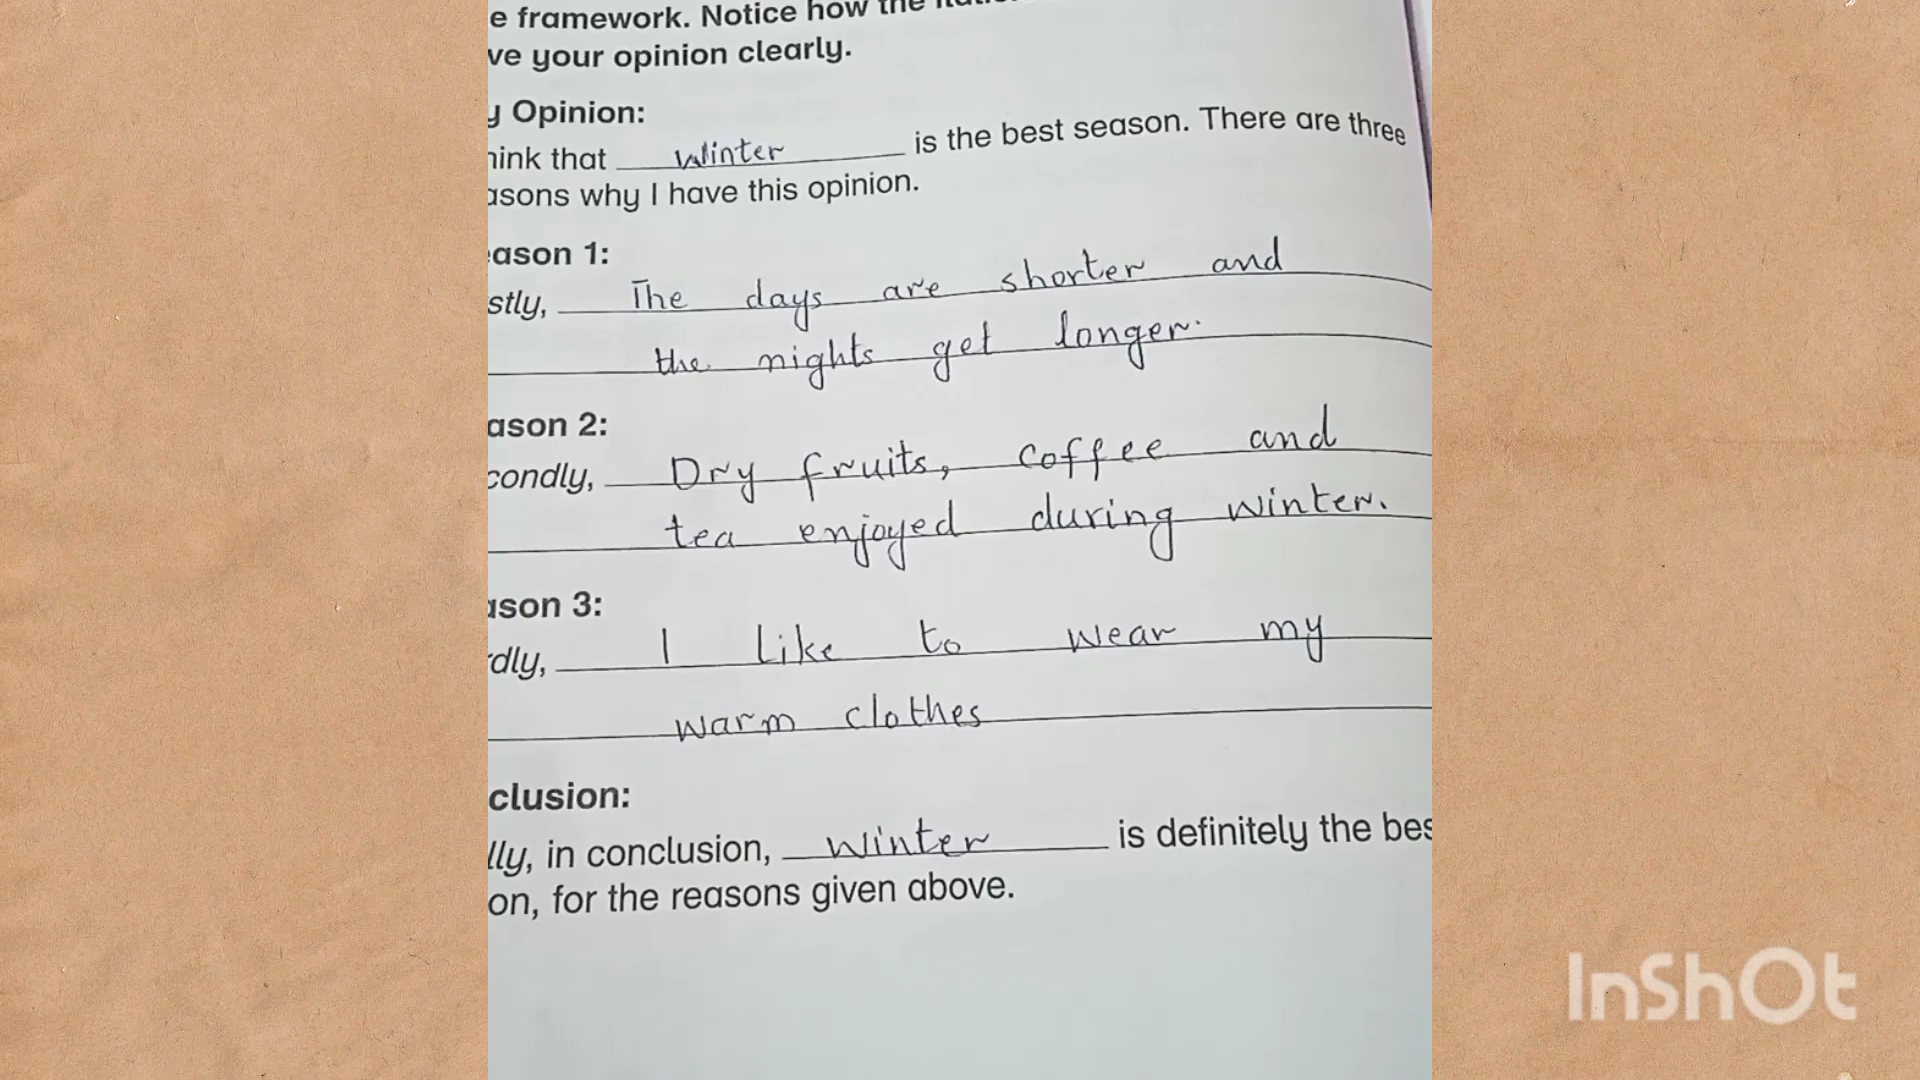 e framework. Notice how the
ve your opinion clearly.
y Opinion:
hink that Winter is the best season. There are three
asons why I have this opinion.
eason 1:
stly, The days are shorter and
the nights get longer.
ason 2:
condly, Dry fruits, coffee and
tea enjoyed during winter.
ason 3:
rdly, I like to wear my
warm clothes
clusion:
lly, in conclusion, Winter is definitely the bes
on, for the reasons given above.
InShOt